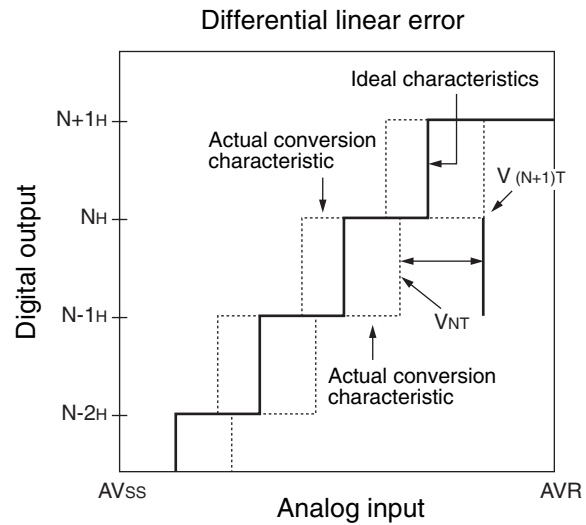 Differential linear error
Ideal characteristics
N+1H
Actual conversion
characteristic
V (N+1)T
NH
Digital output
N-1H
VNT
Actual conversion
characteristic
N-2H
AVSS
Analog input
AVR